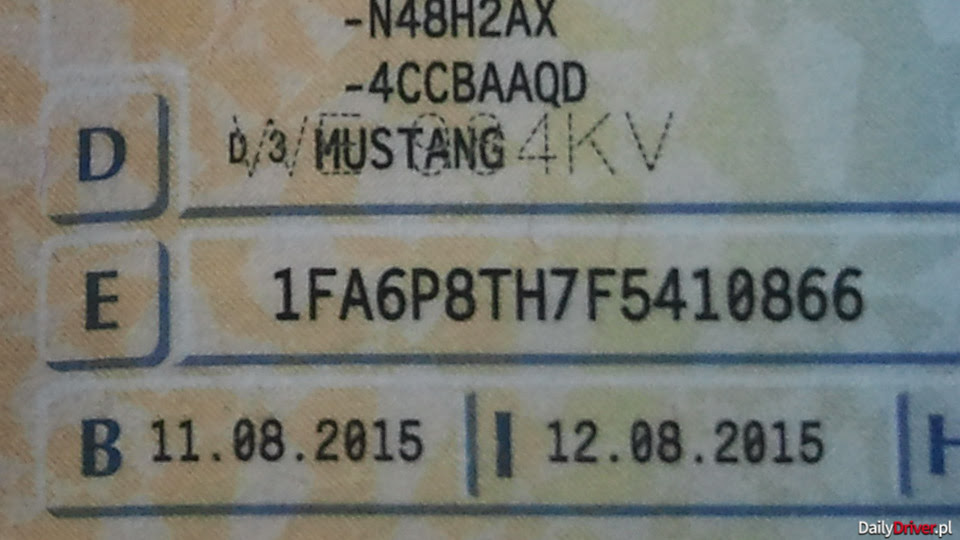 -N48H2AX
-4CCBAAQD
D D.3 MUSTANG
E 1FA6P8TH7F5410866
B 11.08.2015 I 12.08.2015 H
DailyDriver.pl